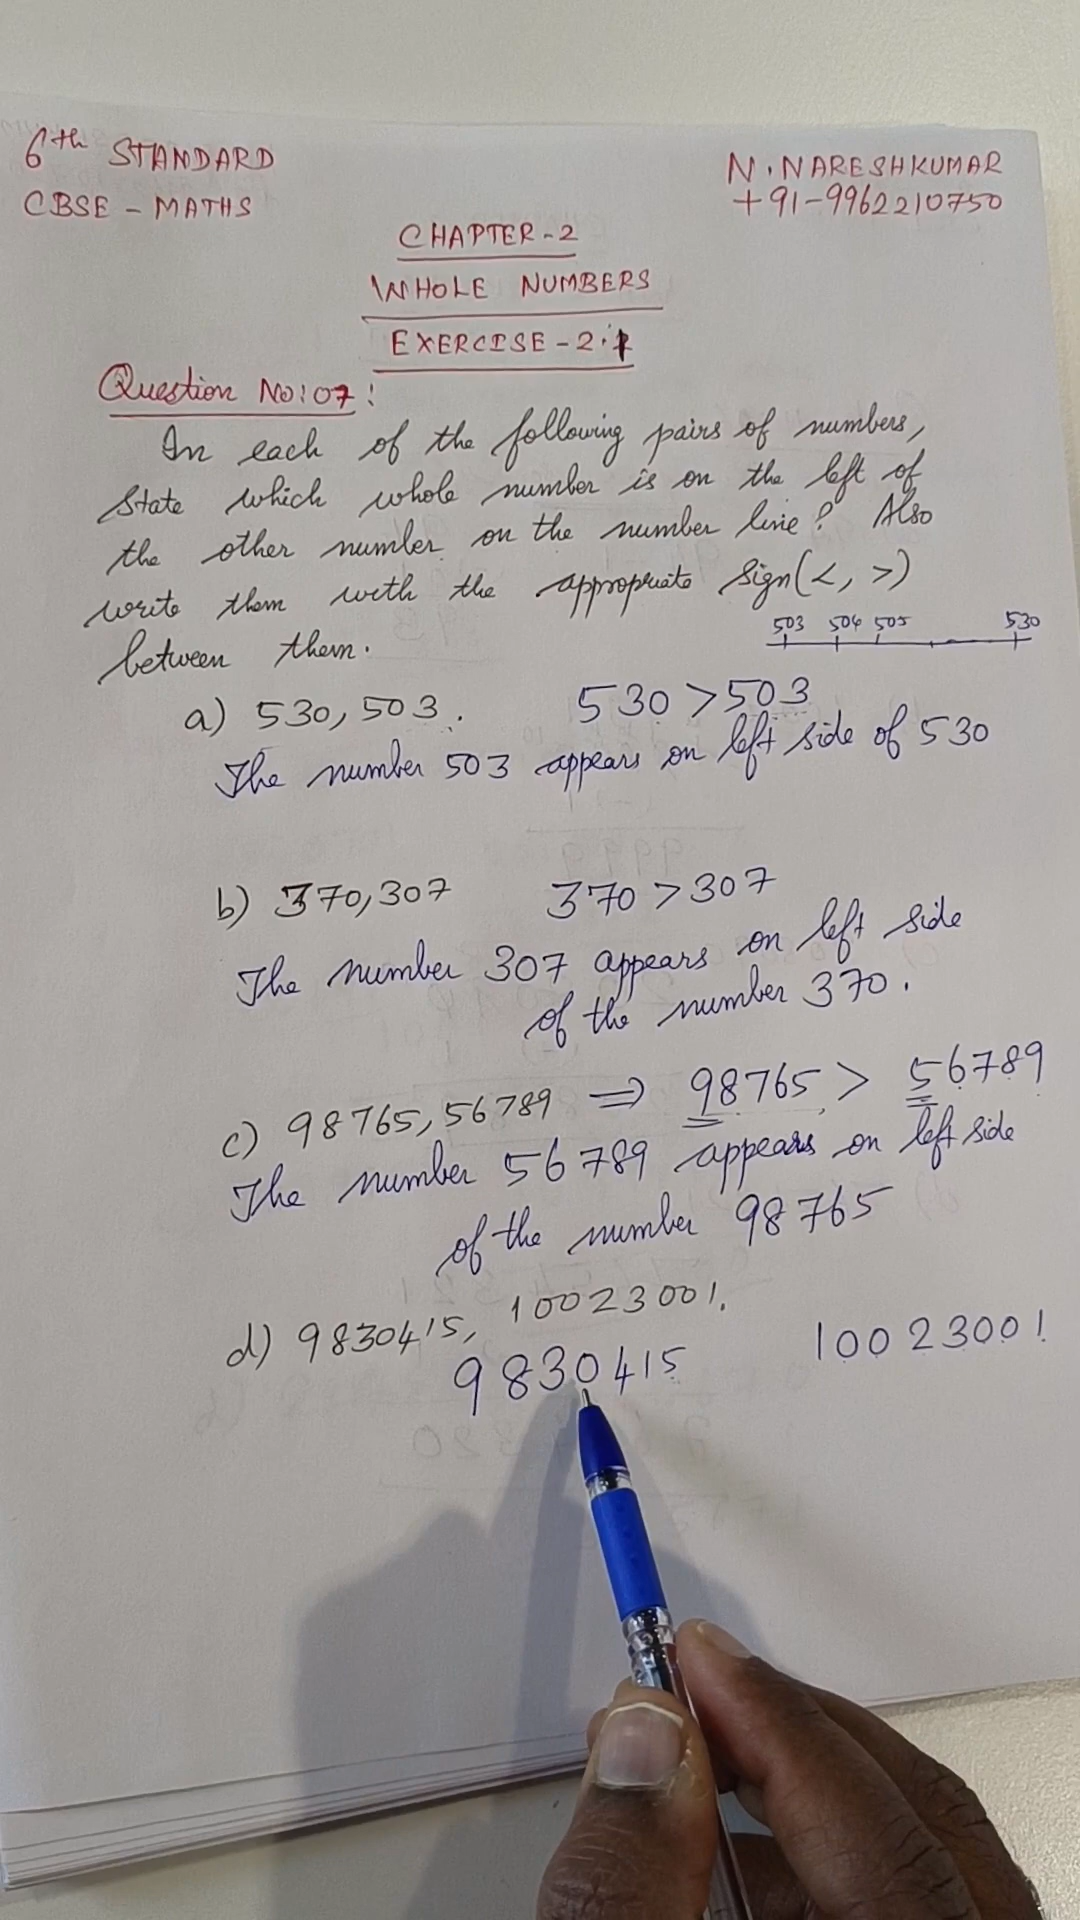 6th STANDARD
CBSE - MATHS
N. NARESHKUMAR
+91-9962210750
CHAPTER-2
WHOLE NUMBERS
EXERCISE-2.1
Question No:07:
In each of the following pairs of numbers,
State which whole number is on the left of
the other number on the number line? Also
write them with the appropriate Sign(<, >)
between them.
503 504 505 530
a) 530, 503. 530 > 503
The number 503 appears on left side of 530
b) 370, 307 370 > 307
The number 307 appears on left side
of the number 370.
c) 98765, 56789 ⇒ 98765 > 56789
The number 56789 appears on left side
of the number 98765
d) 9830415, 10023001.
9830415 10023001